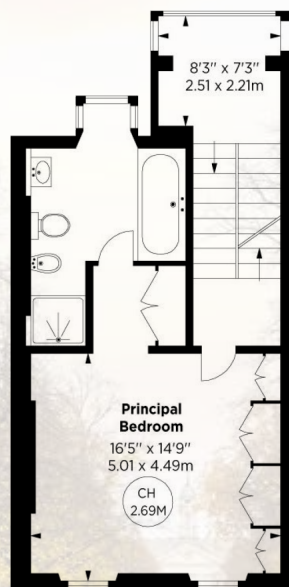 8'3" x 7'3"
2.51 x 2.21m
Principal
Bedroom
16'5" x 14'9"
5.01 x 4.49m
CH
2.69M